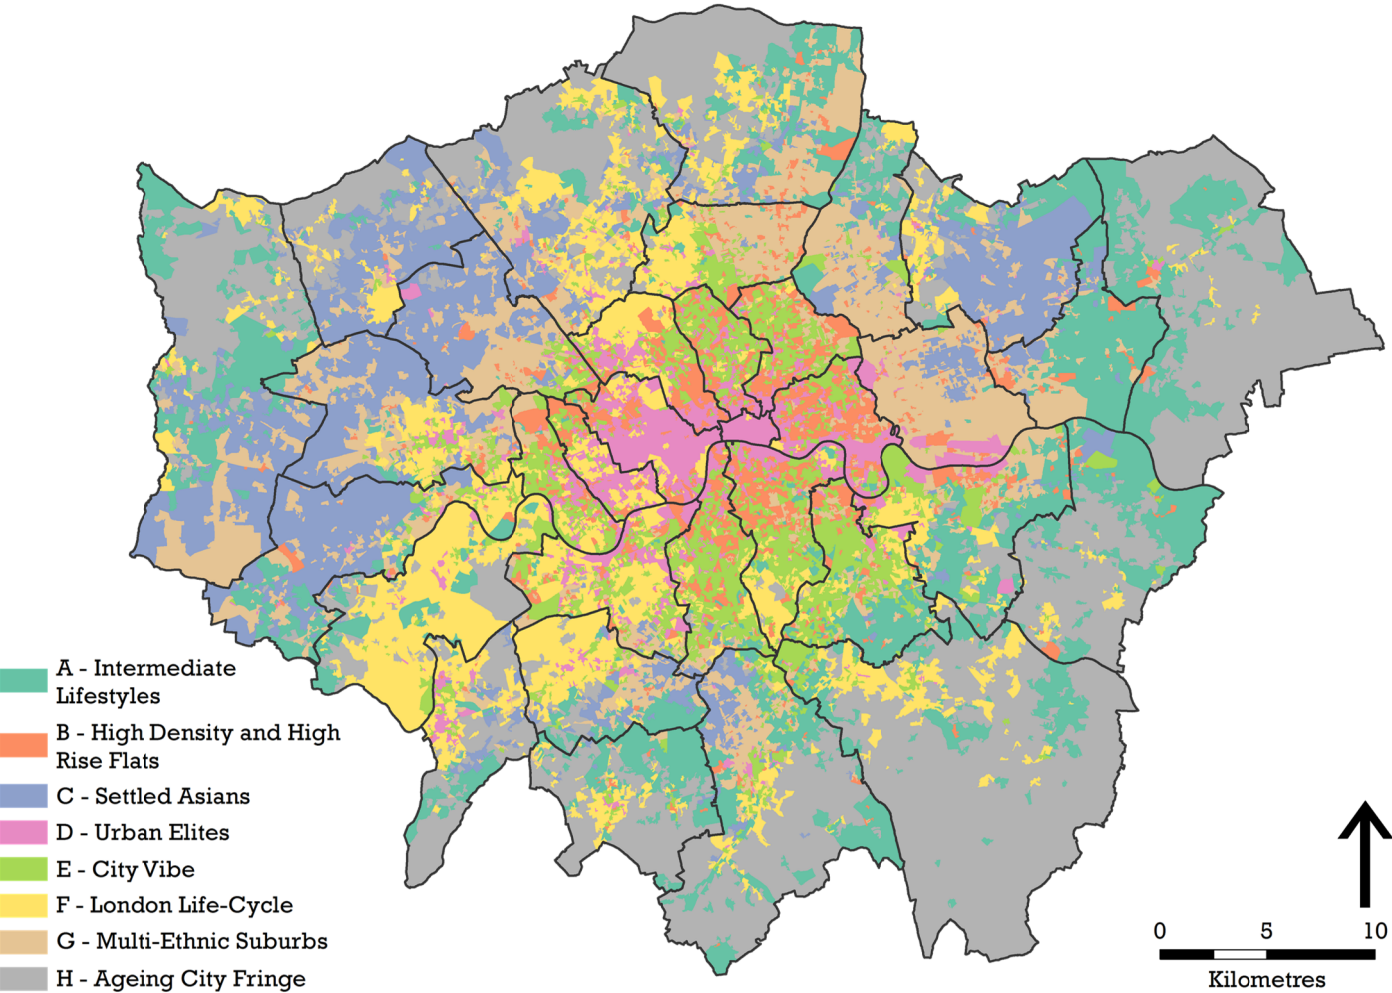 A - Intermediate
Lifestyles
B - High Density and High
Rise Flats
C - Settled Asians
D - Urban Elites
E - City Vibe
F - London Life-Cycle
G - Multi-Ethnic Suburbs
H - Ageing City Fringe
0 5 10
Kilometres